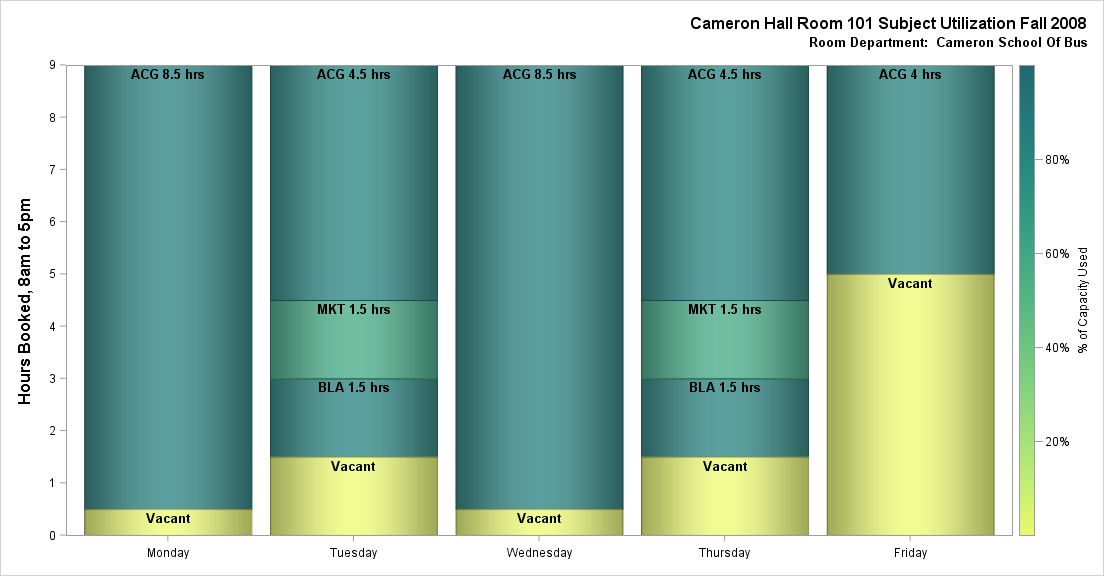 Cameron Hall Room 101 Subject Utilization Fall 2008
Room Department:  Cameron School Of Bus
Hours Booked, 8am to 5pm
9
8
7
6
5
4
3
2
1
0
ACG 8.5 hrs
Vacant
ACG 4.5 hrs
MKT 1.5 hrs
BLA 1.5 hrs
Vacant
ACG 8.5 hrs
Vacant
ACG 4.5 hrs
MKT 1.5 hrs
BLA 1.5 hrs
Vacant
ACG 4 hrs
Vacant
Monday
Tuesday
Wednesday
Thursday
Friday
80%
60%
40%
20%
% of Capacity Used